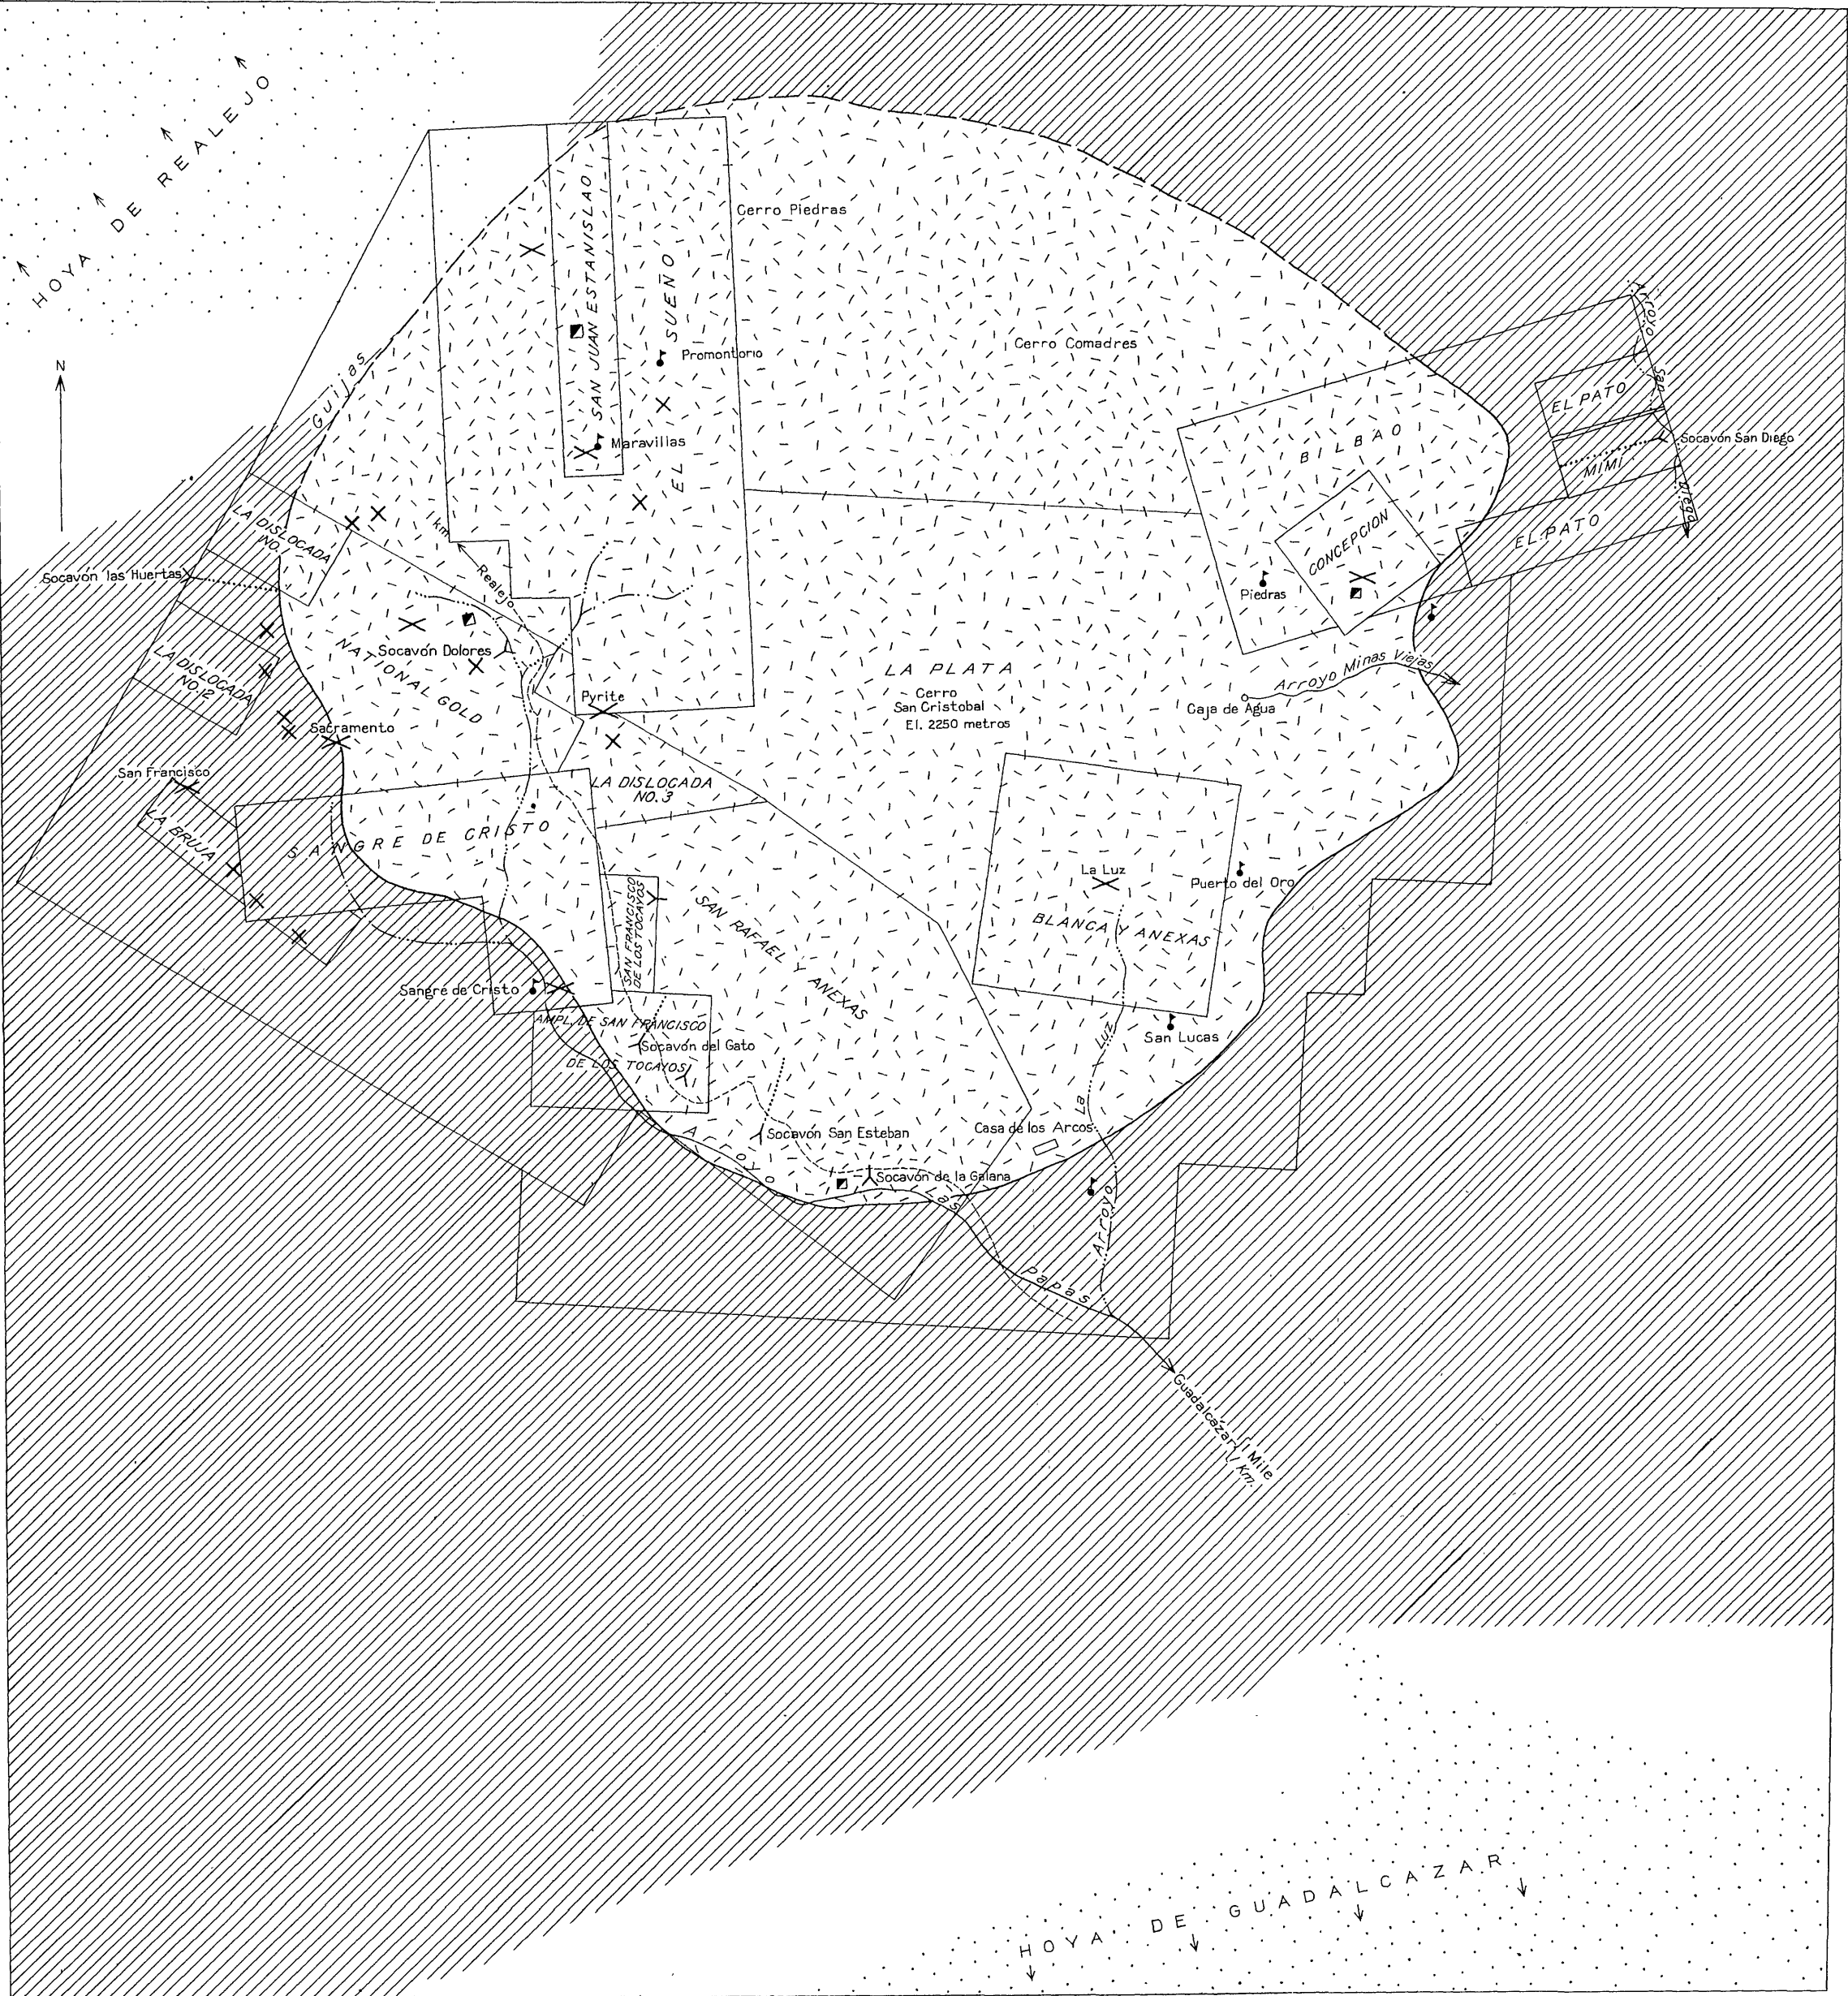 HOYA DE REALEJO
N
Cerro Piedras
SAN JUAN ESTANISLAO
EL SUEÑO
Promontorio
Cerro Comadres
Guijas
Maravillas
Arroyo San Diego
EL PATO
BILBAO
Socavón San Diego
MIMÍ
CONCEPCION
EL PATO
LA DISLOCADA
km.
Realejo
Socavón las Huertas
Piedras
NATIONAL GOLD
Socavón Dolores
LA PLATA
Cerro
San Cristobal
El. 2250 metros
Arroyo Minas Viejas
Caja de Agua
LA DISLOCADA
NO. 2
Pyrite
Sacramento
San Francisco
LA DISLOCADA
NO. 3
LA BRUJA
SANGRE DE CRISTO
La Luz
Puerto del Oro
SAN FRANCISCO
DE LOS TOCAYOS
SAN RAFAEL Y ANEXAS
BLANCA Y ANEXAS
Sangre de Cristo
AMPL. DE SAN FRANCISCO
DE LOS TOCAYOS
Socavón del Gato
San Lucas
Arroyo La Luz
Socavón San Esteban
Casa de los Arcos
Socavón de la Galana
Arroyo Las Papas
Guadalcázar
1 Mile
Km.
HOYA DE GUADALCAZAR